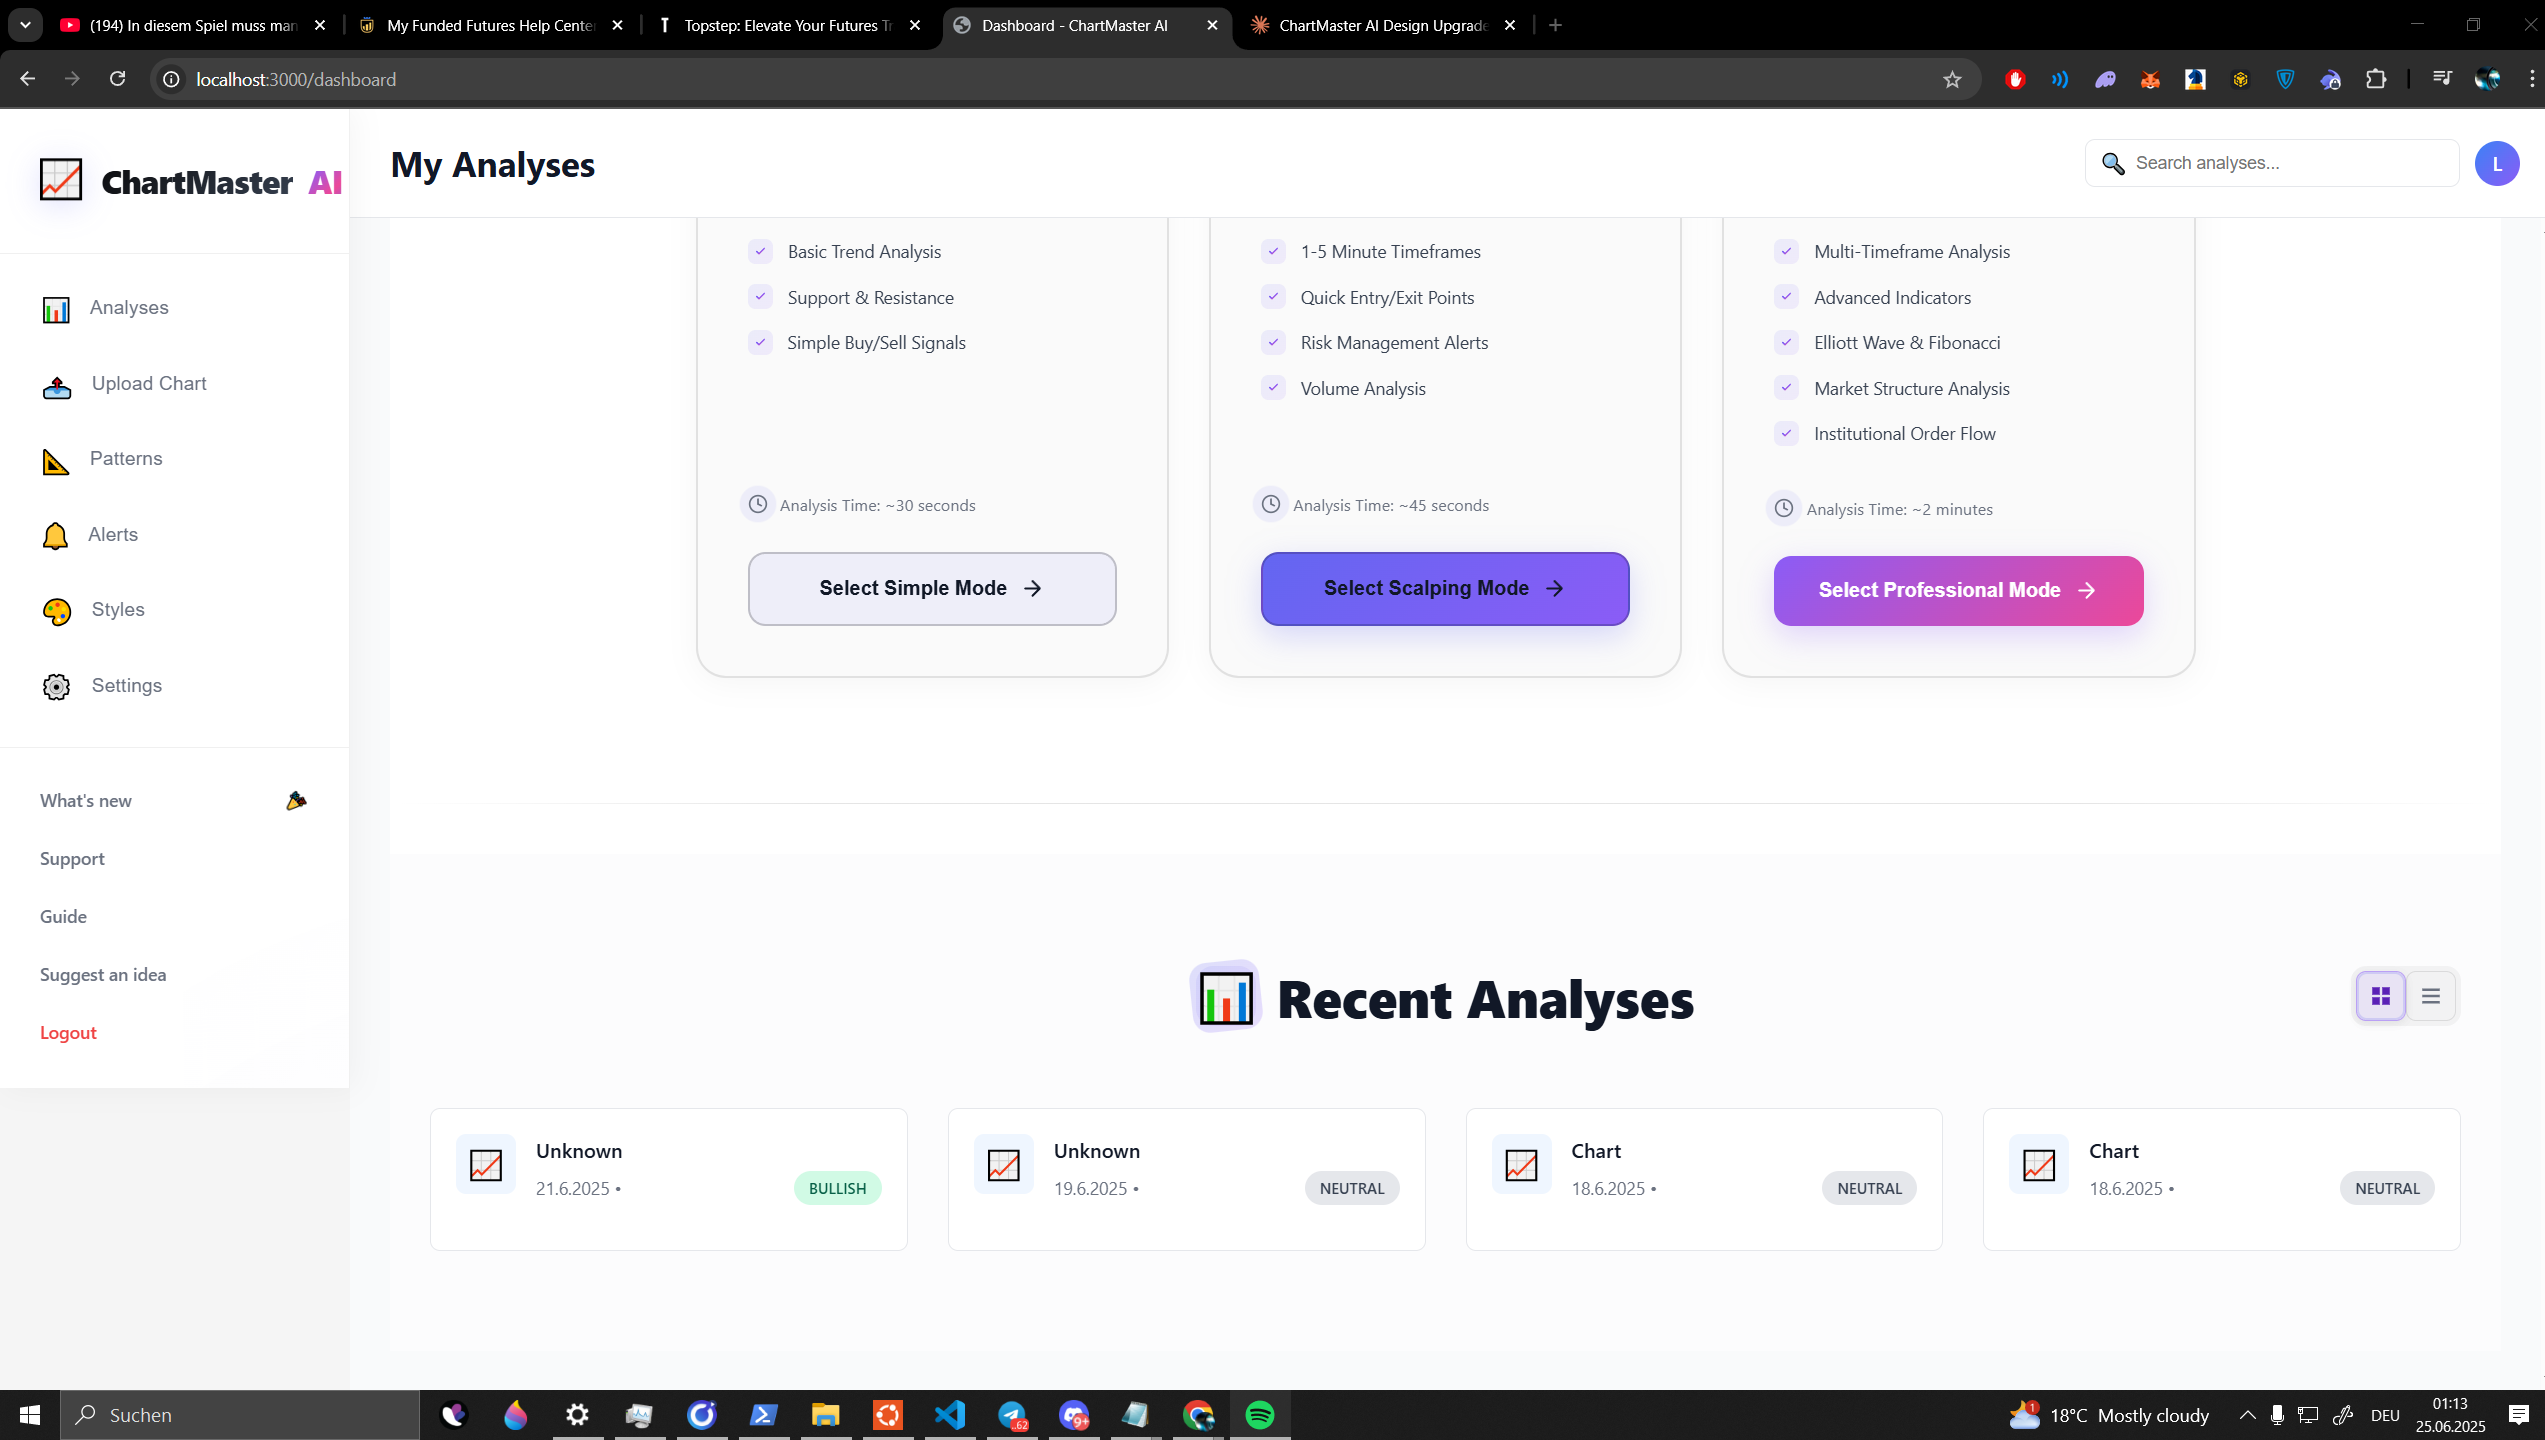 (194) In diesem Spiel muss man
My Funded Futures Help Center
Topstep: Elevate Your Futures Tr
Dashboard - ChartMaster AI
ChartMaster AI Design Upgrade
localhost:3000/dashboard
ChartMaster AI
My Analyses
Search analyses...
L
Analyses
Upload Chart
Patterns
Alerts
Styles
Settings
What's new
Support
Guide
Suggest an idea
Logout
Basic Trend Analysis
Support & Resistance
Simple Buy/Sell Signals
Analysis Time: ~30 seconds
Select Simple Mode
1-5 Minute Timeframes
Quick Entry/Exit Points
Risk Management Alerts
Volume Analysis
Analysis Time: ~45 seconds
Select Scalping Mode
Multi-Timeframe Analysis
Advanced Indicators
Elliott Wave & Fibonacci
Market Structure Analysis
Institutional Order Flow
Analysis Time: ~2 minutes
Select Professional Mode
Recent Analyses
Unknown
21.6.2025 •
BULLISH
Unknown
19.6.2025 •
NEUTRAL
Chart
18.6.2025 •
NEUTRAL
Chart
18.6.2025 •
NEUTRAL
Suchen
62
9+
1
18°C Mostly cloudy
DEU
01:13
25.06.2025